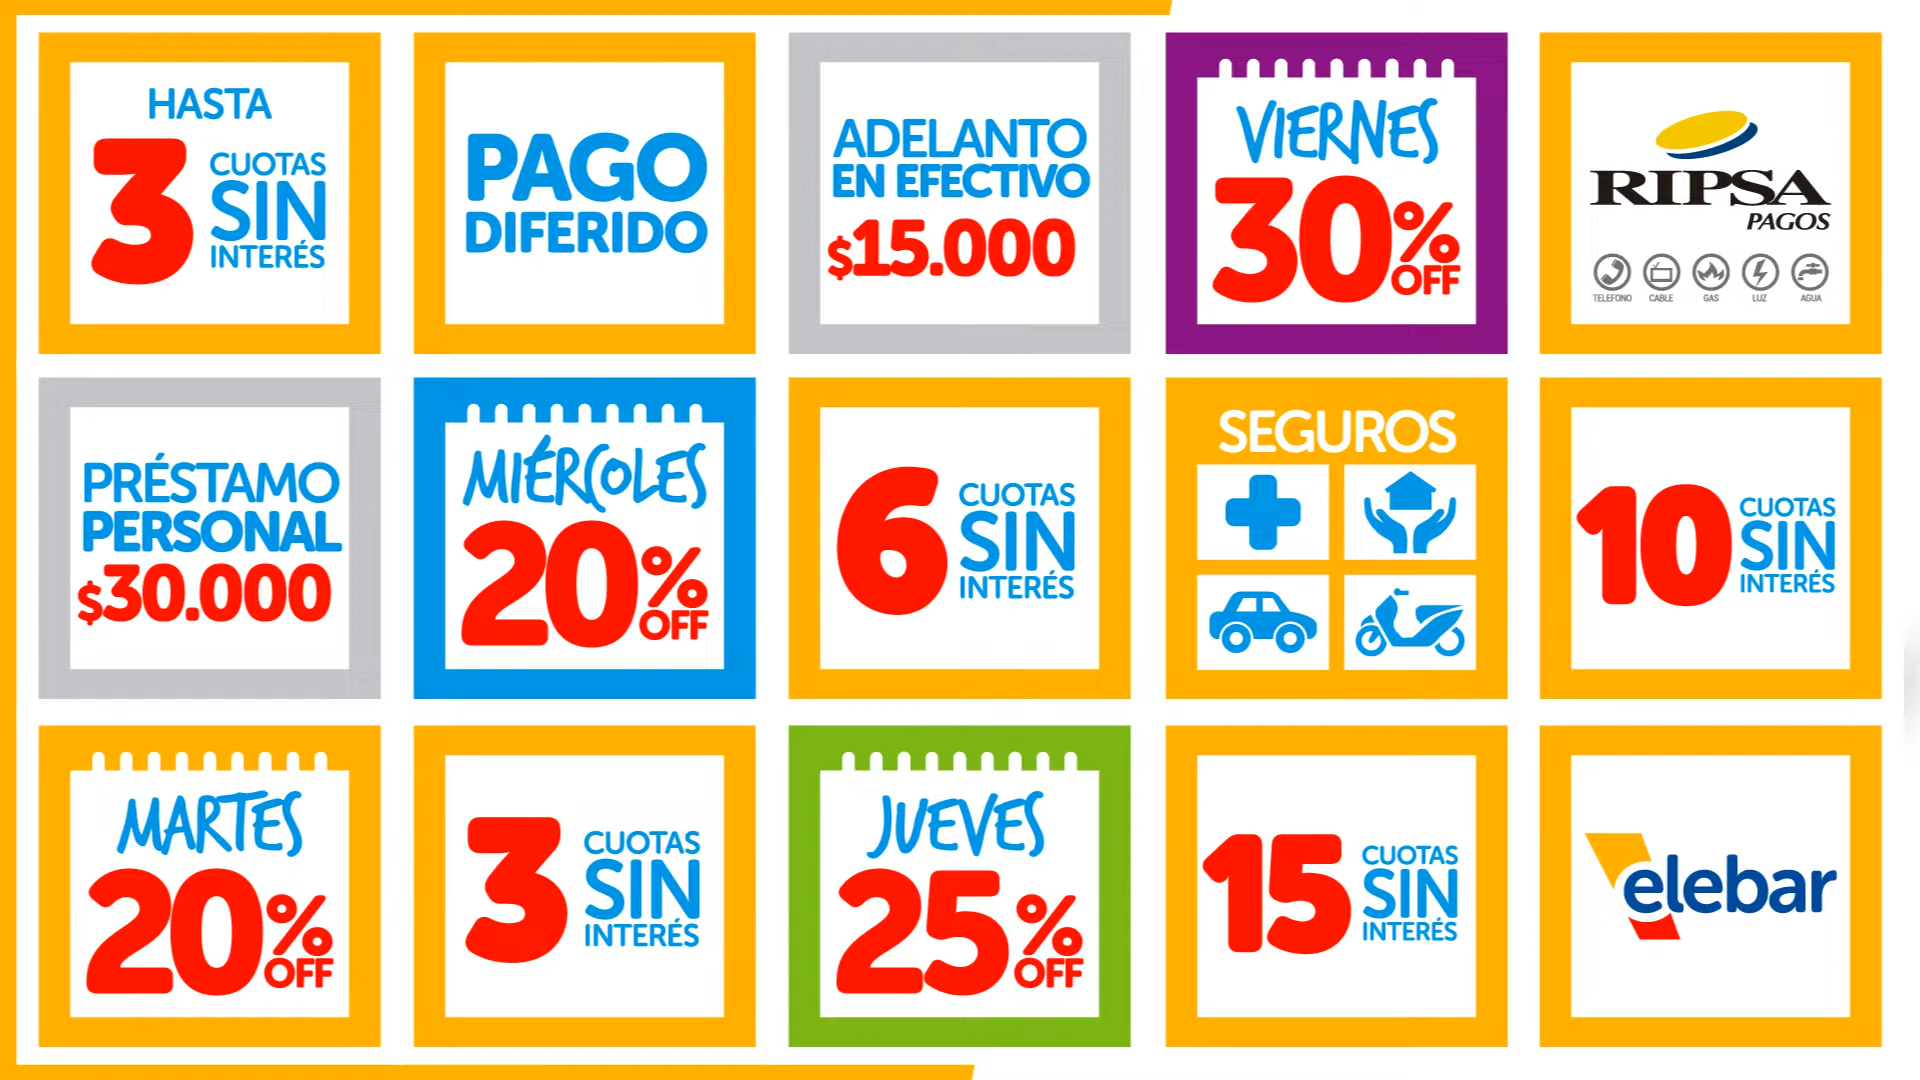 HASTA
3 CUOTAS
SIN
INTERÉS
PAGO
DIFERIDO
ADELANTO
EN EFECTIVO
$15.000
VIERNES
30%
OFF
RIPSA
PAGOS
TELEFONO CABLE GAS LUZ AGUA
PRÉSTAMO
PERSONAL
$30.000
MIÉRCOLES
20%
OFF
6 CUOTAS
SIN
INTERÉS
SEGUROS
10 CUOTAS
SIN
INTERÉS
MARTES
20%
OFF
3 CUOTAS
SIN
INTERÉS
JUEVES
25%
OFF
15 CUOTAS
SIN
INTERÉS
elebar